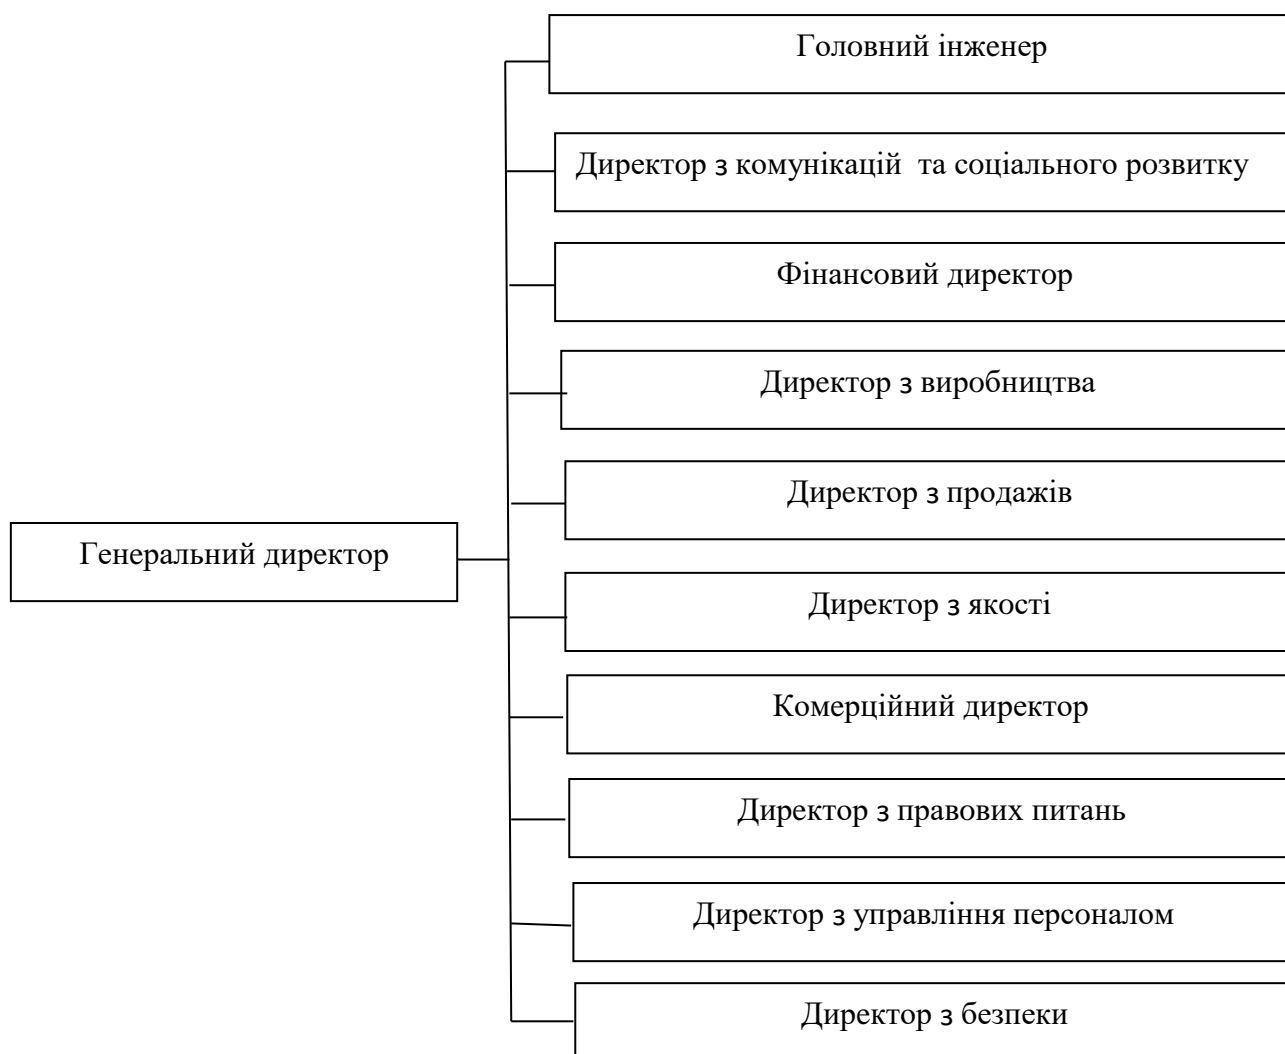 Головний інженер
Директор з комунікацій та соціального розвитку
Фінансовий директор
Директор з виробництва
Директор з продажів
Генеральний директор
Директор з якості
Комерційний директор
Директор з правових питань
Директор з управління персоналом
Директор з безпеки